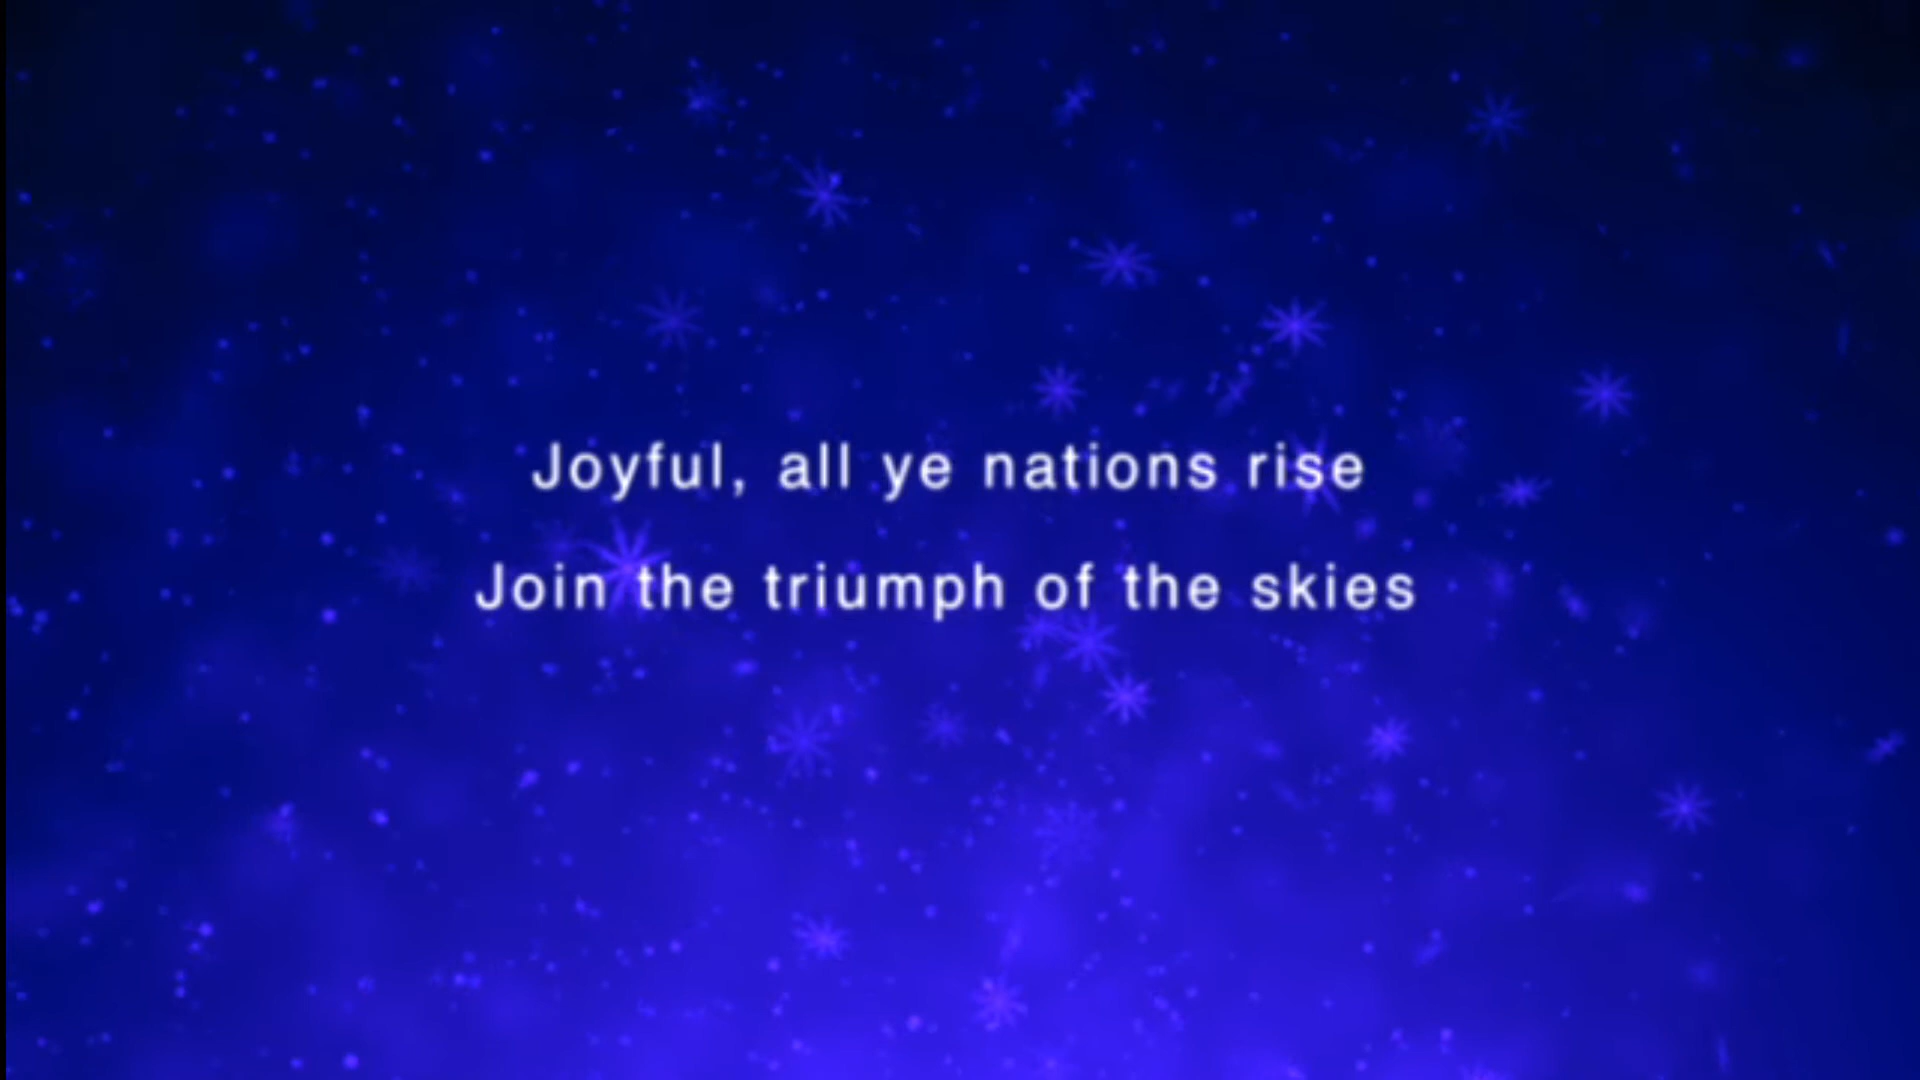 Joyful, all ye nations rise
Join the triumph of the skies